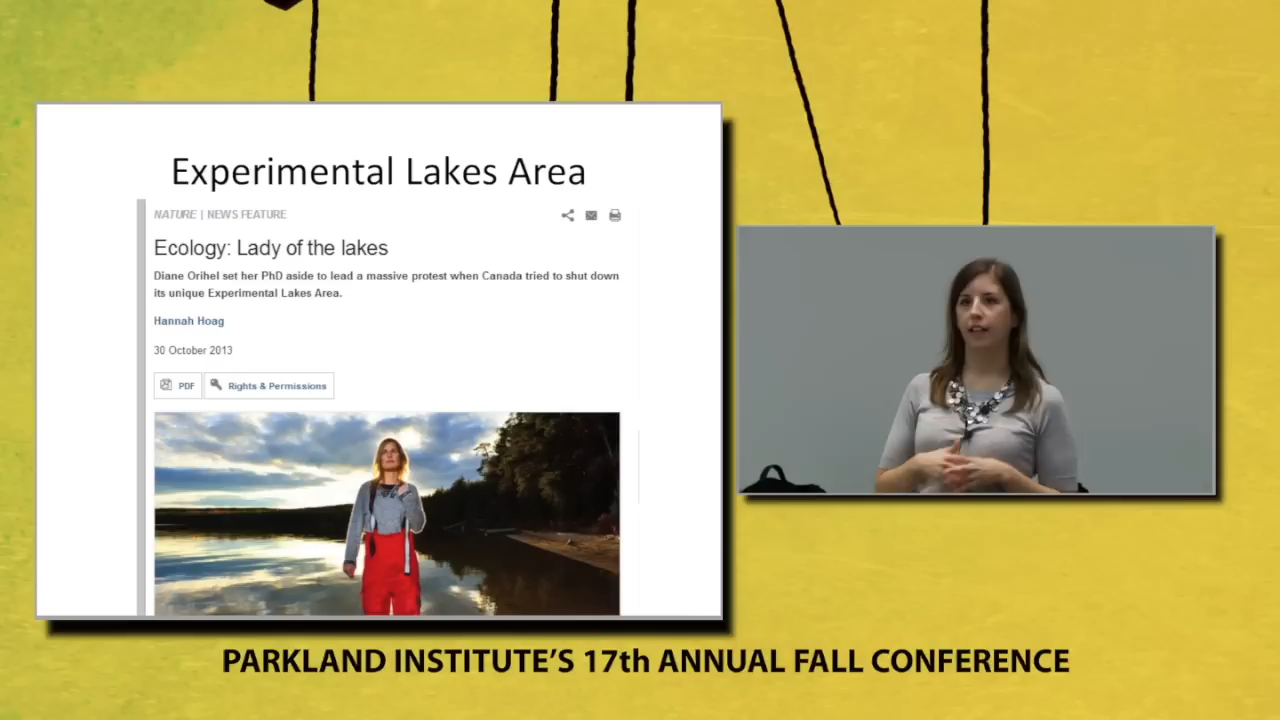 Experimental Lakes Area
NATURE | NEWS FEATURE
Ecology: Lady of the lakes
Diane Orihel set her PhD aside to lead a massive protest when Canada tried to shut down
its unique Experimental Lakes Area.
Hannah Hoag
30 October 2013
PDF
Rights & Permissions
PARKLAND INSTITUTE'S 17th ANNUAL FALL CONFERENCE